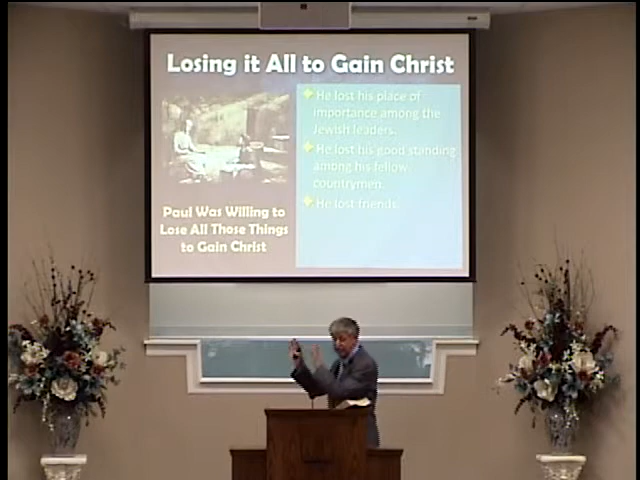 Losing it All to Gain Christ
He lost his place of
importance among the
Jewish leaders.
He lost his good standing
among his fellow
countrymen.
He lost friends.
Paul Was Willing to
Lose All Those Things
to Gain Christ